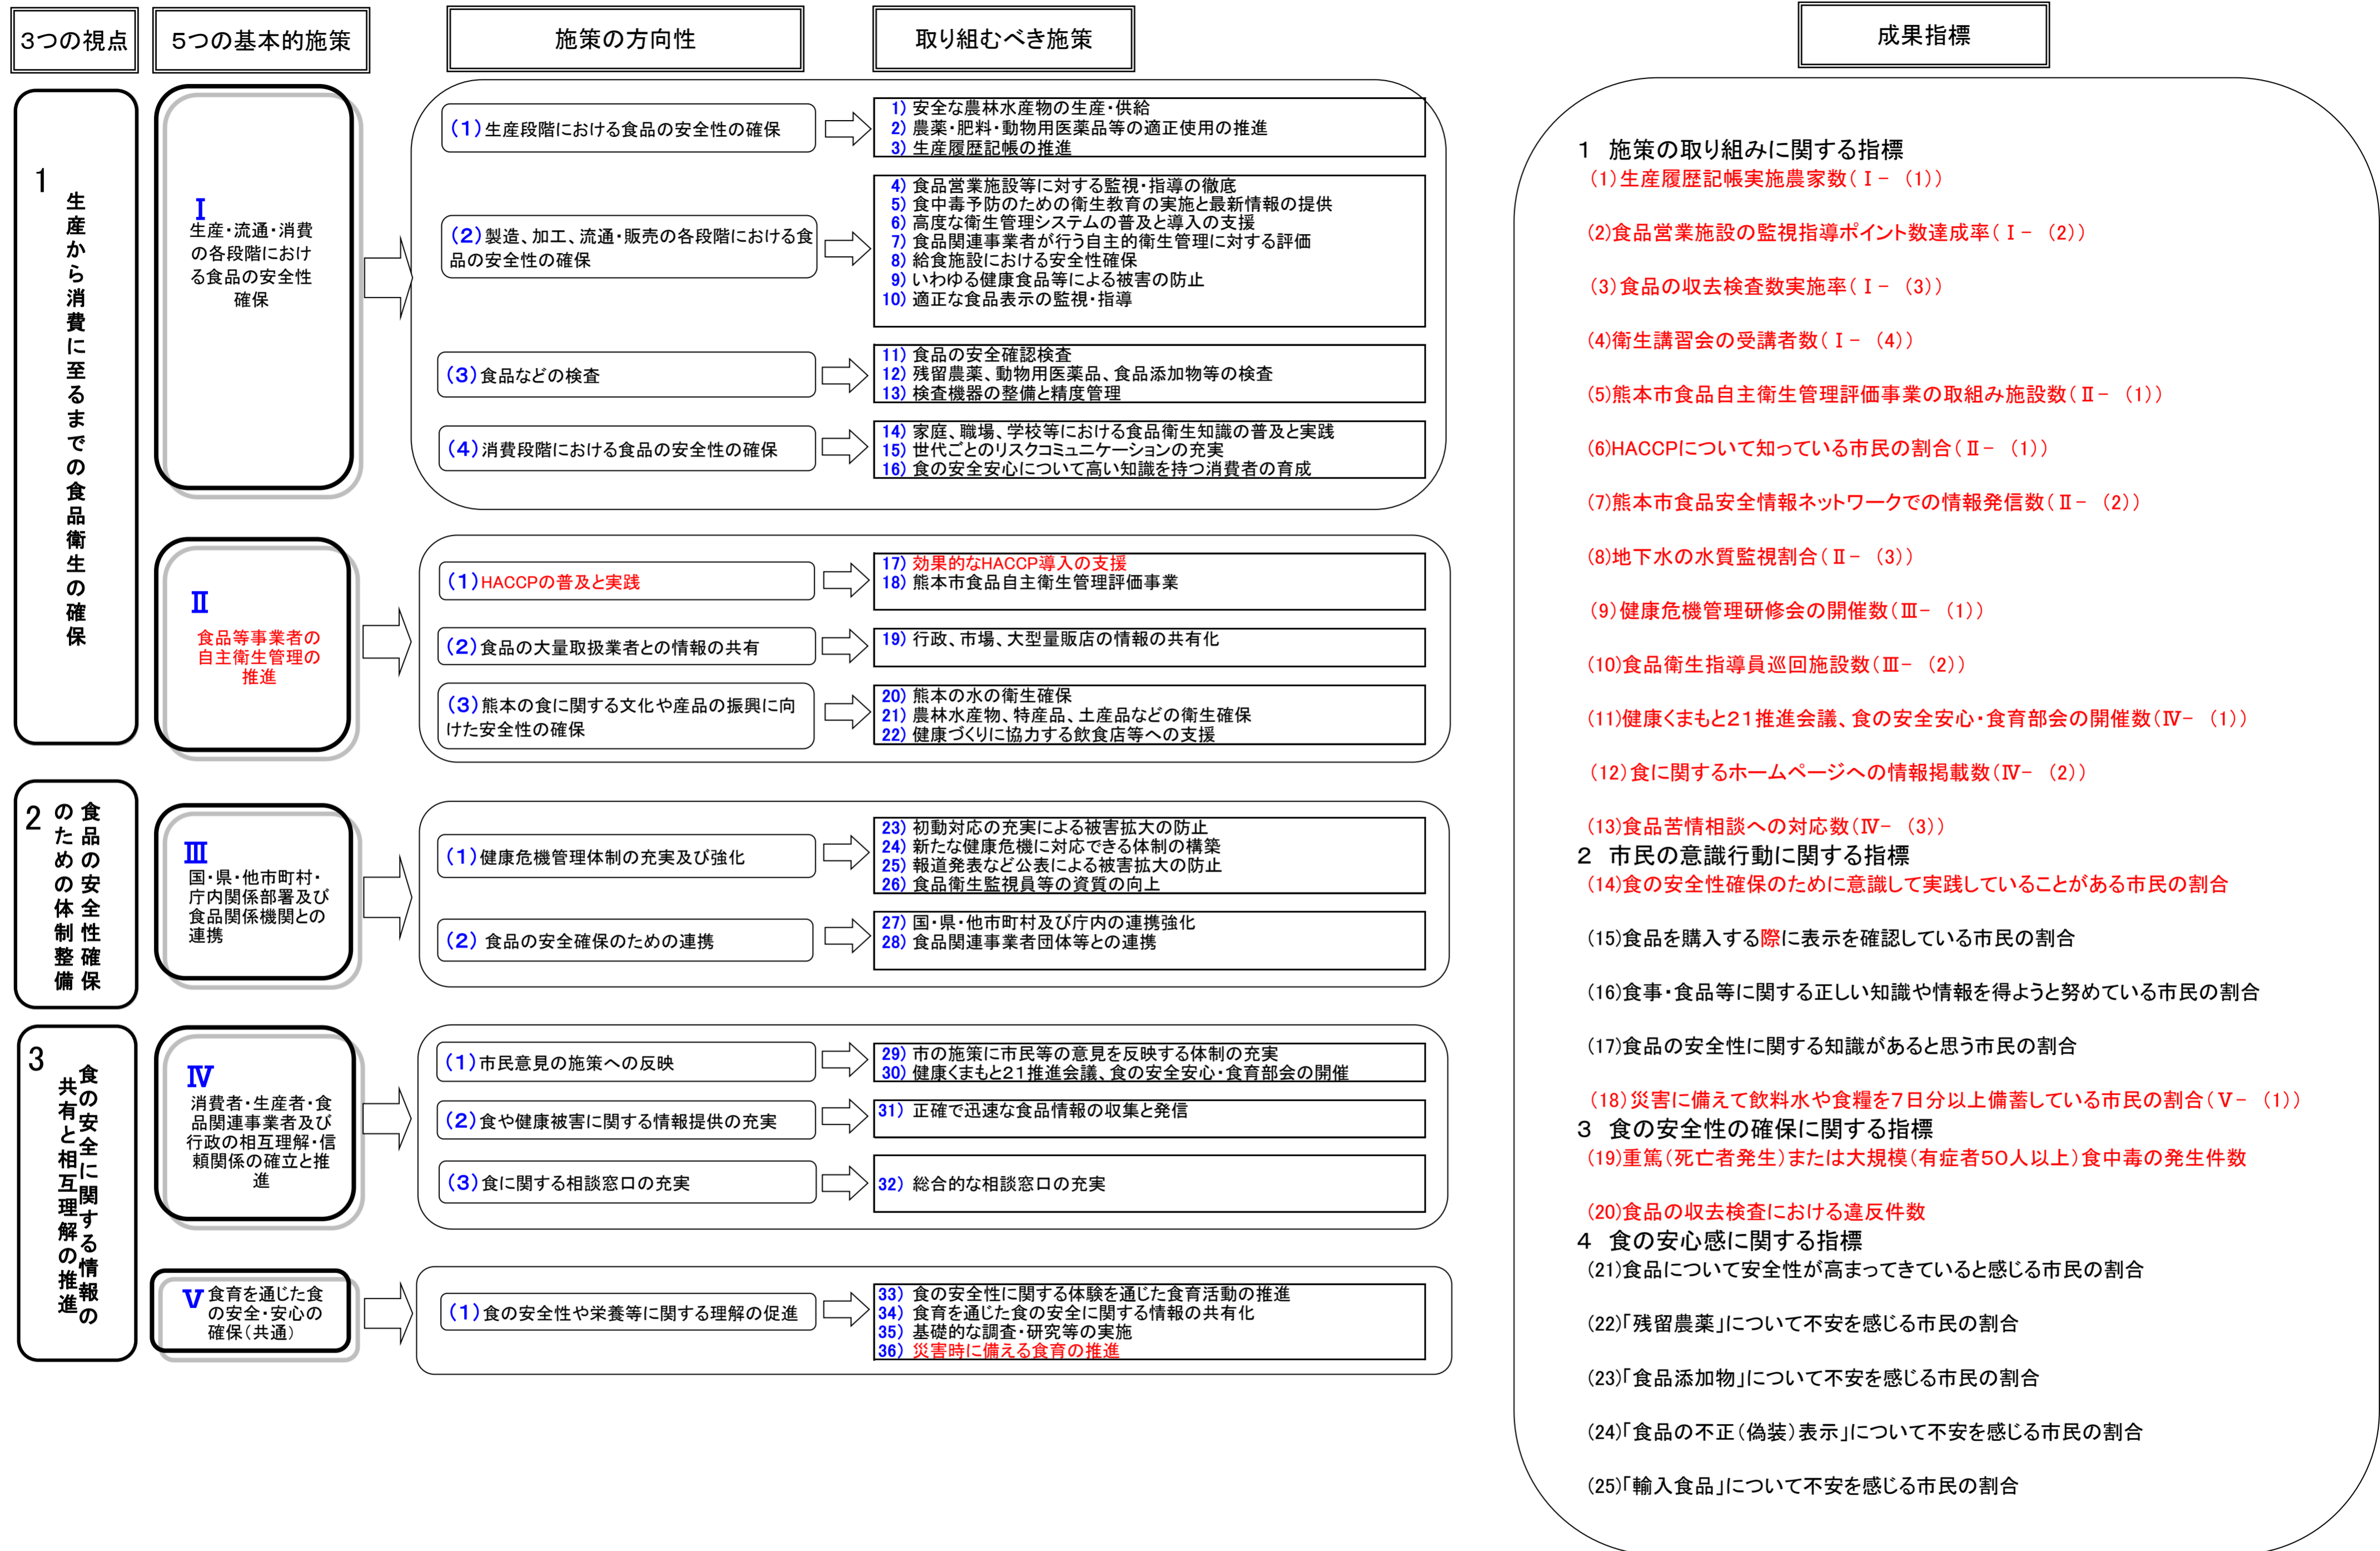 3つの視点
5つの基本的施策
施策の方向性
取り組むべき施策
成果指標
1
生産から消費に至るまでの食品衛生の確保
Ⅰ
生産・流通・消費
の各段階におけ
る食品の安全性
確保
(1)生産段階における食品の安全性の確保
1) 安全な農林水産物の生産・供給
2) 農薬・肥料・動物用医薬品等の適正使用の推進
3) 生産履歴記帳の推進
(2)製造、加工、流通・販売の各段階における食
品の安全性の確保
4) 食品営業施設等に対する監視・指導の徹底
5) 食中毒予防のための衛生教育の実施と最新情報の提供
6) 高度な衛生管理システムの普及と導入の支援
7) 食品関連事業者が行う自主的衛生管理に対する評価
8) 給食施設における安全性確保
9) いわゆる健康食品等による被害の防止
10) 適正な食品表示の監視・指導
(3)食品などの検査
11) 食品の安全確認検査
12) 残留農薬、動物用医薬品、食品添加物等の検査
13) 検査機器の整備と精度管理
(4)消費段階における食品の安全性の確保
14) 家庭、職場、学校等における食品衛生知識の普及と実践
15) 世代ごとのリスクコミュニケーションの充実
16) 食の安全安心について高い知識を持つ消費者の育成
Ⅱ
食品等事業者の
自主衛生管理の
推進
(1)HACCPの普及と実践
17) 効果的なHACCP導入の支援
18) 熊本市食品自主衛生管理評価事業
(2)食品の大量取扱業者との情報の共有
19) 行政、市場、大型量販店の情報の共有化
(3)熊本の食に関する文化や産品の振興に向
けた安全性の確保
20) 熊本の水の衛生確保
21) 農林水産物、特産品、土産品などの衛生確保
22) 健康づくりに協力する飲食店等への支援
2
食品の安全性確保
のための体制整備
Ⅲ
国・県・他市町村・
庁内関係部署及び
食品関係機関との
連携
(1)健康危機管理体制の充実及び強化
23) 初動対応の充実による被害拡大の防止
24) 新たな健康危機に対応できる体制の構築
25) 報道発表など公表による被害拡大の防止
26) 食品衛生監視員等の資質の向上
(2) 食品の安全確保のための連携
27) 国・県・他市町村及び庁内の連携強化
28) 食品関連事業者団体等との連携
3
食の安全に関する情報の
共有と相互理解の推進
Ⅳ
消費者・生産者・食
品関連事業者及び
行政の相互理解・信
頼関係の確立と推
進
(1)市民意見の施策への反映
29) 市の施策に市民等の意見を反映する体制の充実
30) 健康くまもと21推進会議、食の安全安心・食育部会の開催
(2)食や健康被害に関する情報提供の充実
31) 正確で迅速な食品情報の収集と発信
(3)食に関する相談窓口の充実
32) 総合的な相談窓口の充実
Ⅴ 食育を通じた食
の安全・安心の
確保(共通)
(1)食の安全性や栄養等に関する理解の促進
33) 食の安全性に関する体験を通じた食育活動の推進
34) 食育を通じた食の安全に関する情報の共有化
35) 基礎的な調査・研究等の実施
36) 災害時に備える食育の推進
1 施策の取り組みに関する指標
(1)生産履歴記帳実施農家数(Ⅰ- (1))
(2)食品営業施設の監視指導ポイント数達成率(Ⅰ- (2))
(3)食品の収去検査数実施率(Ⅰ- (3))
(4)衛生講習会の受講者数(Ⅰ- (4))
(5)熊本市食品自主衛生管理評価事業の取組み施設数(Ⅱ- (1))
(6)HACCPについて知っている市民の割合(Ⅱ- (1))
(7)熊本市食品安全情報ネットワークでの情報発信数(Ⅱ- (2))
(8)地下水の水質監視割合(Ⅱ- (3))
(9)健康危機管理研修会の開催数(Ⅲ- (1))
(10)食品衛生指導員巡回施設数(Ⅲ- (2))
(11)健康くまもと21推進会議、食の安全安心・食育部会の開催数(Ⅳ- (1))
(12)食に関するホームページへの情報掲載数(Ⅳ- (2))
(13)食品苦情相談への対応数(Ⅳ- (3))
2 市民の意識行動に関する指標
(14)食の安全性確保のために意識して実践していることがある市民の割合
(15)食品を購入する際に表示を確認している市民の割合
(16)食事・食品等に関する正しい知識や情報を得ようと努めている市民の割合
(17)食品の安全性に関する知識があると思う市民の割合
(18)災害に備えて飲料水や食糧を7日分以上備蓄している市民の割合(Ⅴ- (1))
3 食の安全性の確保に関する指標
(19)重篤(死亡者発生)または大規模(有症者50人以上)食中毒の発生件数
(20)食品の収去検査における違反件数
4 食の安心感に関する指標
(21)食品について安全性が高まってきていると感じる市民の割合
(22)「残留農薬」について不安を感じる市民の割合
(23)「食品添加物」について不安を感じる市民の割合
(24)「食品の不正(偽装)表示」について不安を感じる市民の割合
(25)「輸入食品」について不安を感じる市民の割合